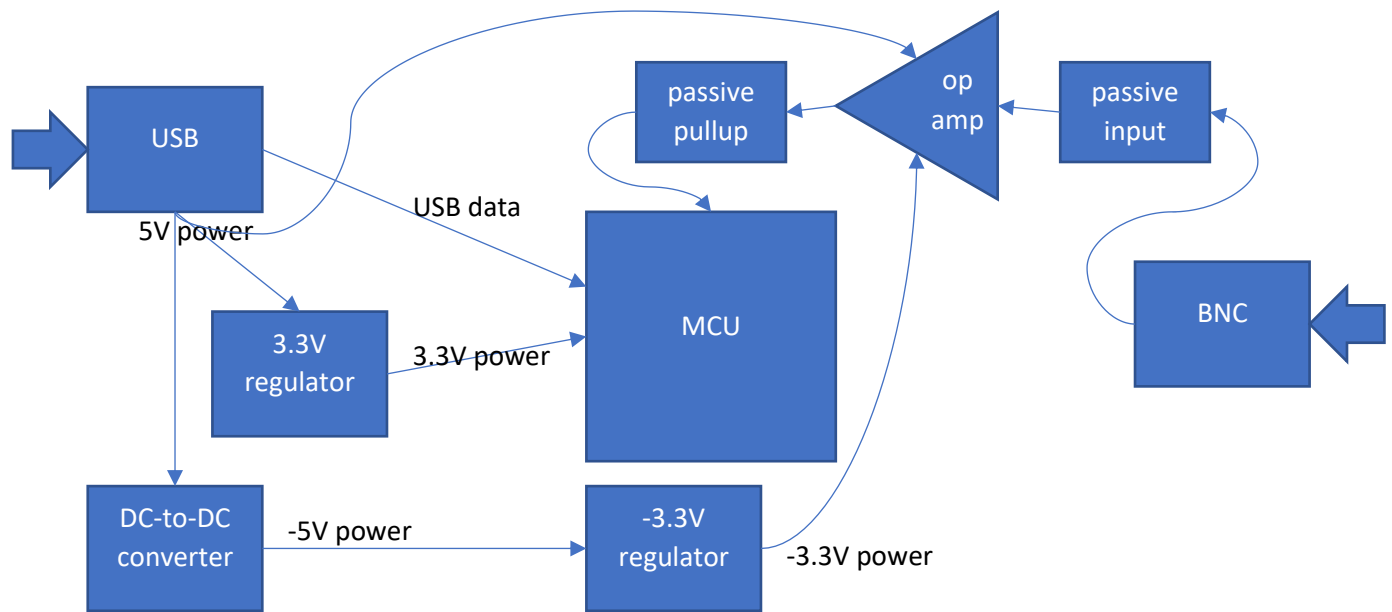 op
amp
passive
pullup
passive
input
USB
USB data
5V power
MCU
BNC
3.3V
regulator
3.3V power
DC-to-DC
converter
-5V power
-3.3V
regulator
-3.3V power